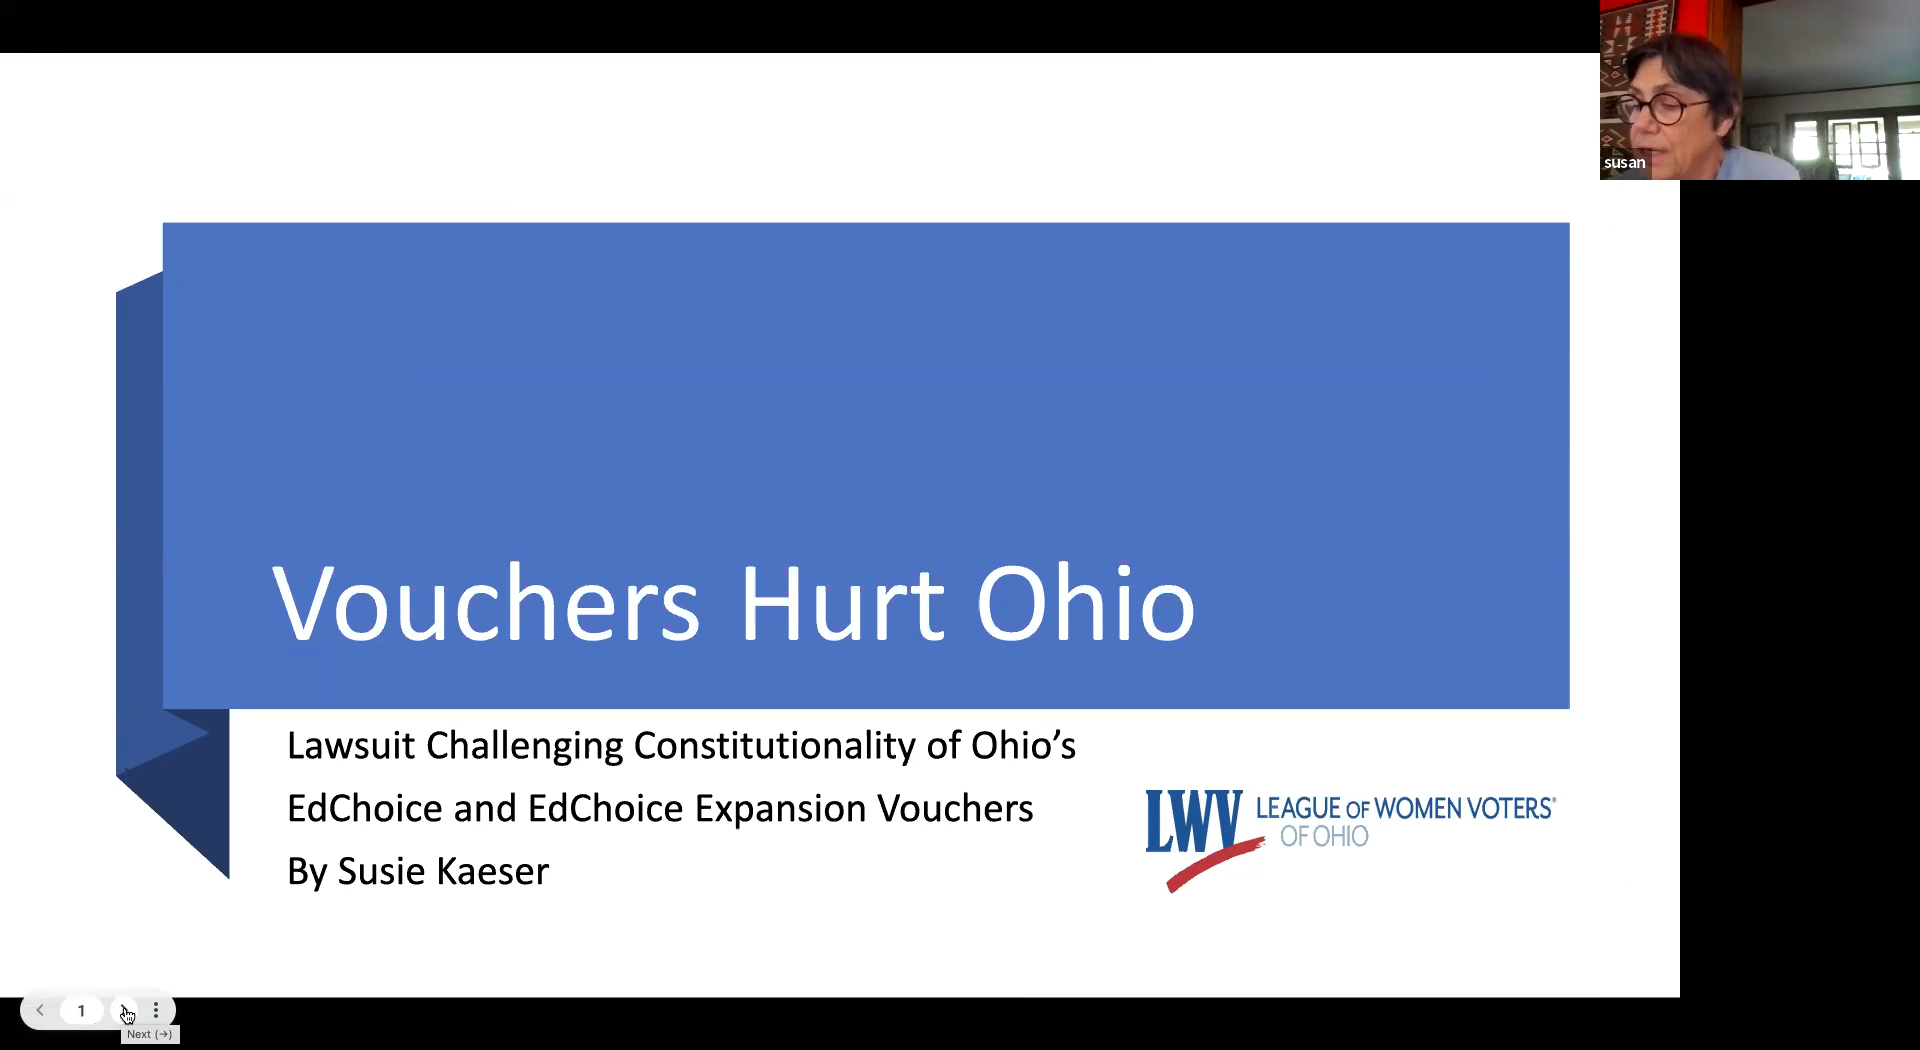 susan
Vouchers Hurt Ohio
Lawsuit Challenging Constitutionality of Ohio’s
EdChoice and EdChoice Expansion Vouchers
By Susie Kaeser
LWV LEAGUE OF WOMEN VOTERS®
OF OHIO
1
Next (→)